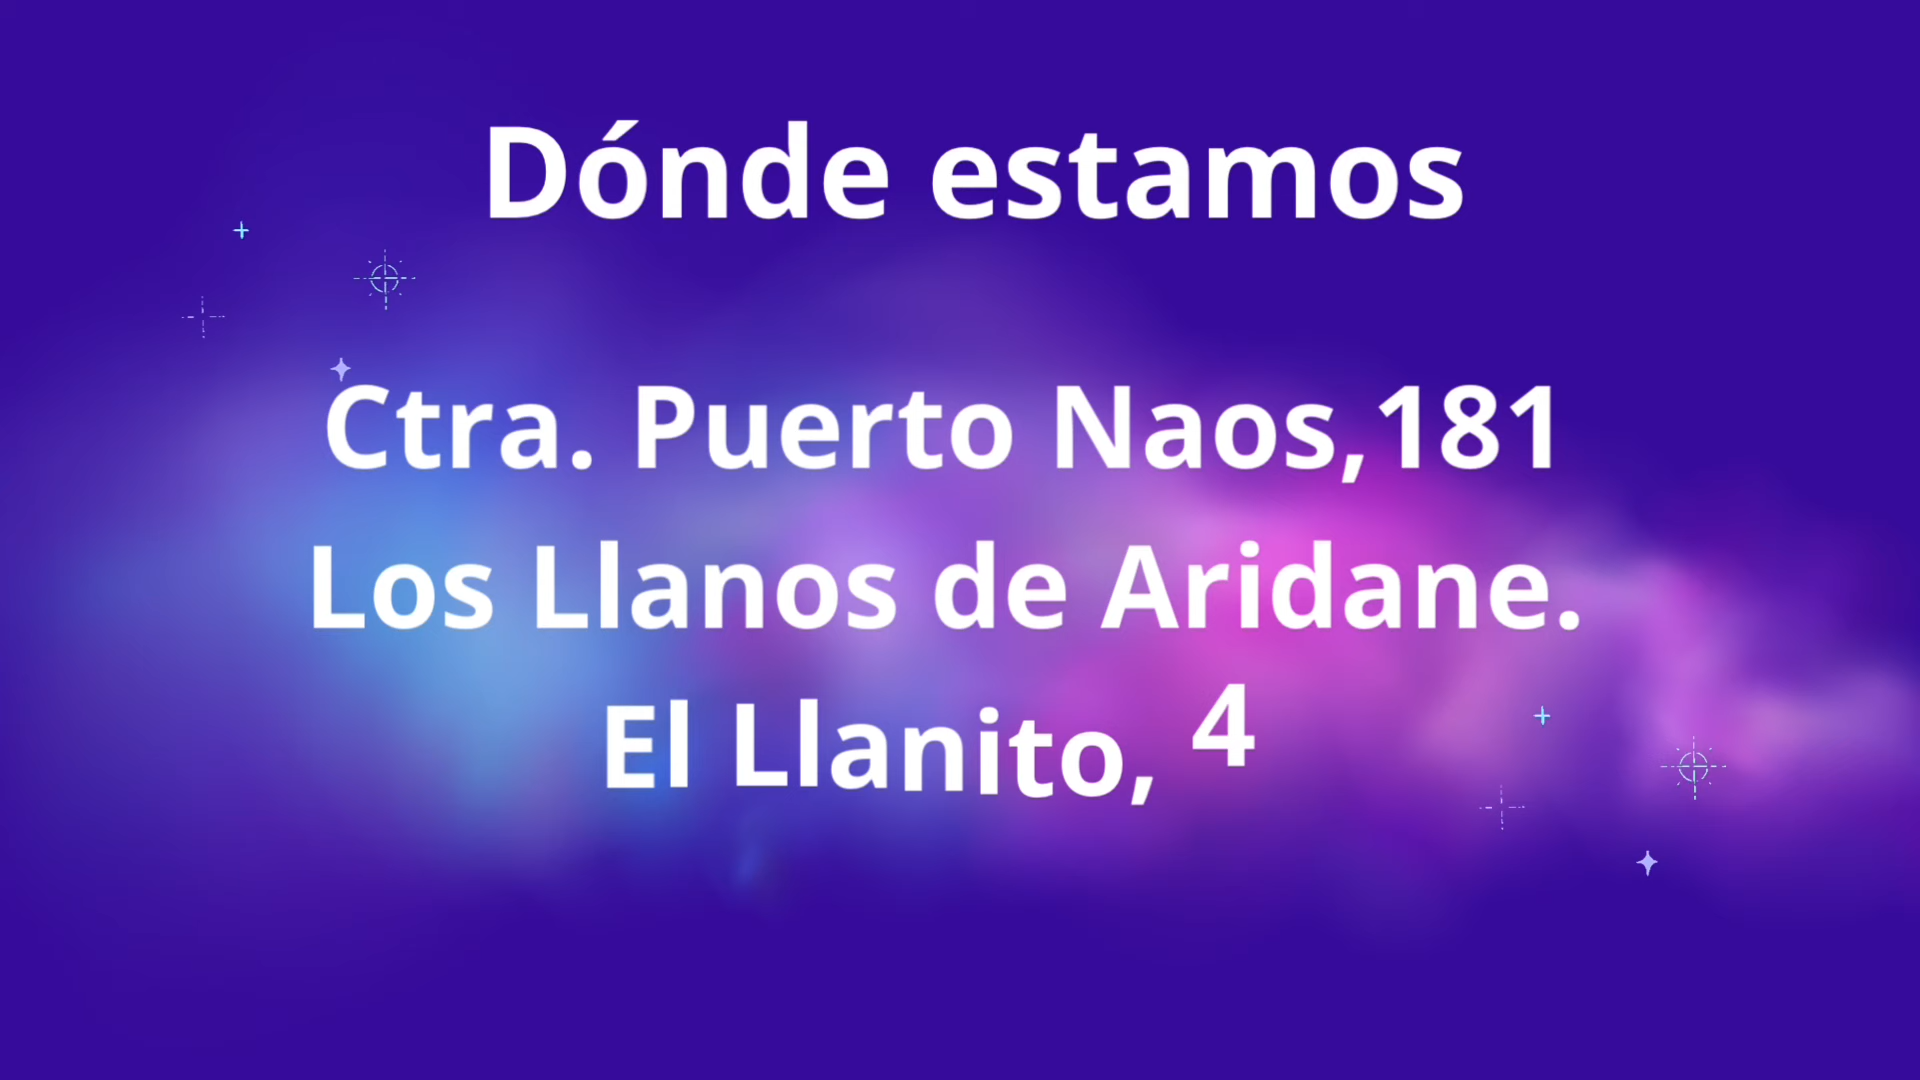 Dónde estamos
Ctra. Puerto Naos,181
Los Llanos de Aridane.
El Llanito, 4